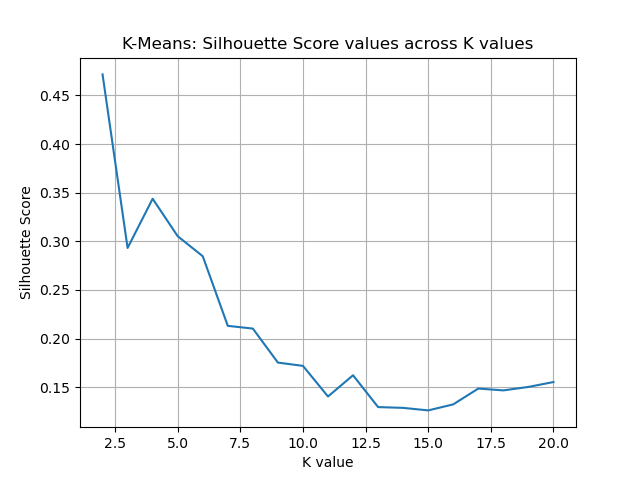 K-Means: Silhouette Score values across K values
0.45
0.40
0.35
0.30
0.25
0.20
0.15
Silhouette Score
2.5 5.0 7.5 10.0 12.5 15.0 17.5 20.0
K value